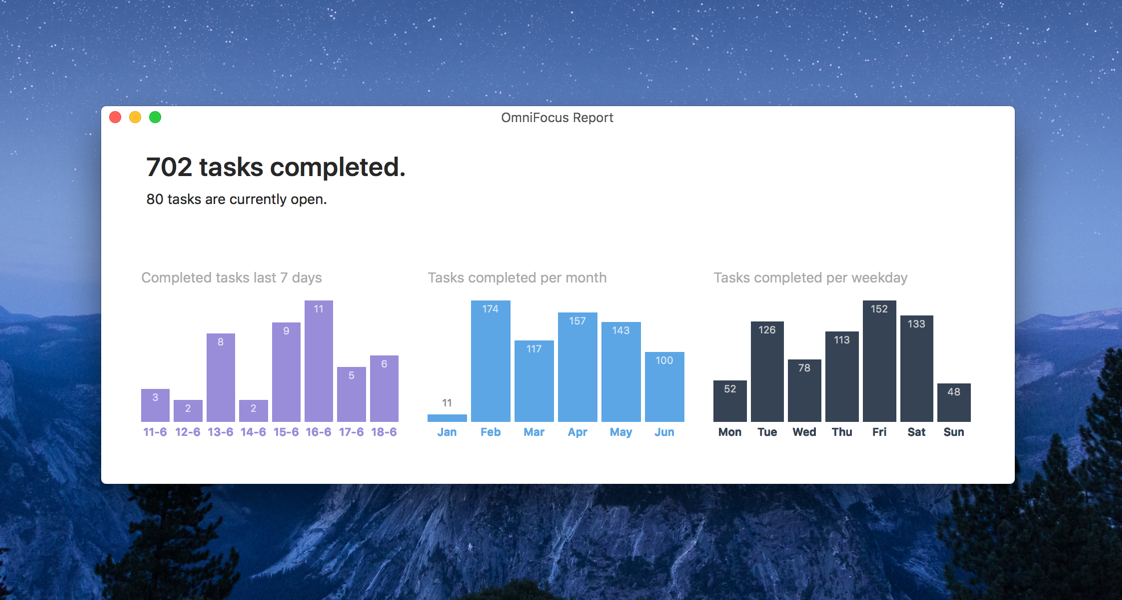 OmniFocus Report
702 tasks completed.
80 tasks are currently open.
Completed tasks last 7 days
3
2
8
2
9
11
5
6
11-6 12-6 13-6 14-6 15-6 16-6 17-6 18-6
Tasks completed per month
11
174
117
157
143
100
Jan Feb Mar Apr May Jun
Tasks completed per weekday
52
126
78
113
152
133
48
Mon Tue Wed Thu Fri Sat Sun